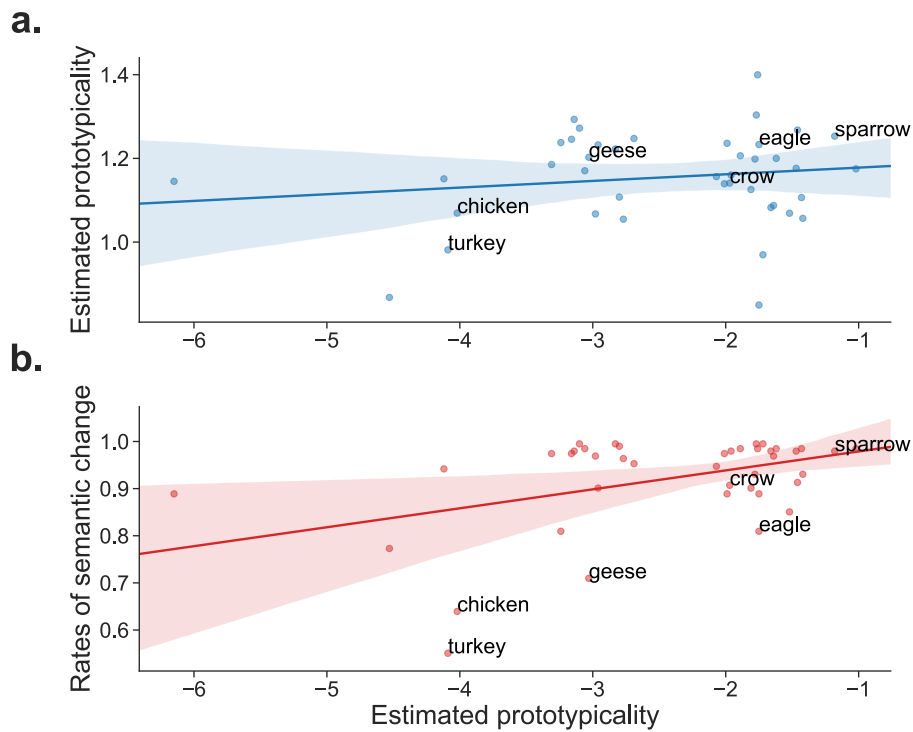 a.
Estimated prototypicality
1.4
1.2
1.0
geese
eagle
sparrow
crow
chicken
turkey
−6
−5
−4
−3
−2
−1
b.
Rates of semantic change
1.0
0.9
0.8
0.7
0.6
sparrow
crow
eagle
geese
chicken
turkey
−6
−5
−4
−3
−2
−1
Estimated prototypicality